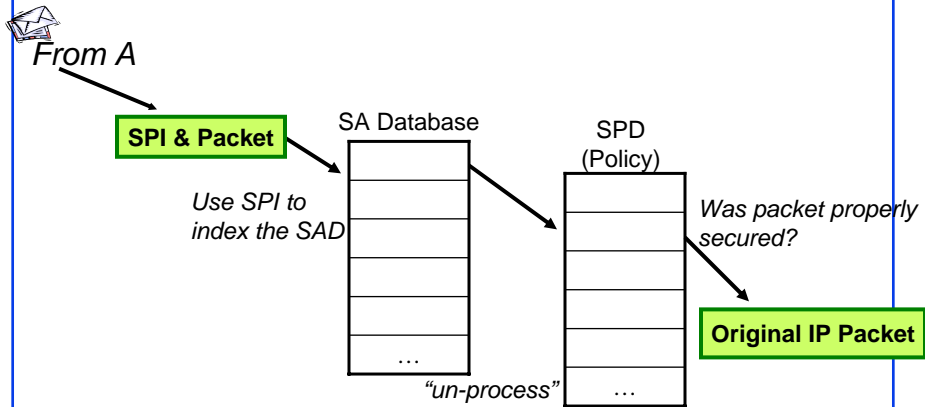 From A
SPI & Packet
SA Database
SPD
(Policy)
Use SPI to
index the SAD
Was packet properly
secured?
Original IP Packet
…
"un-process"
…